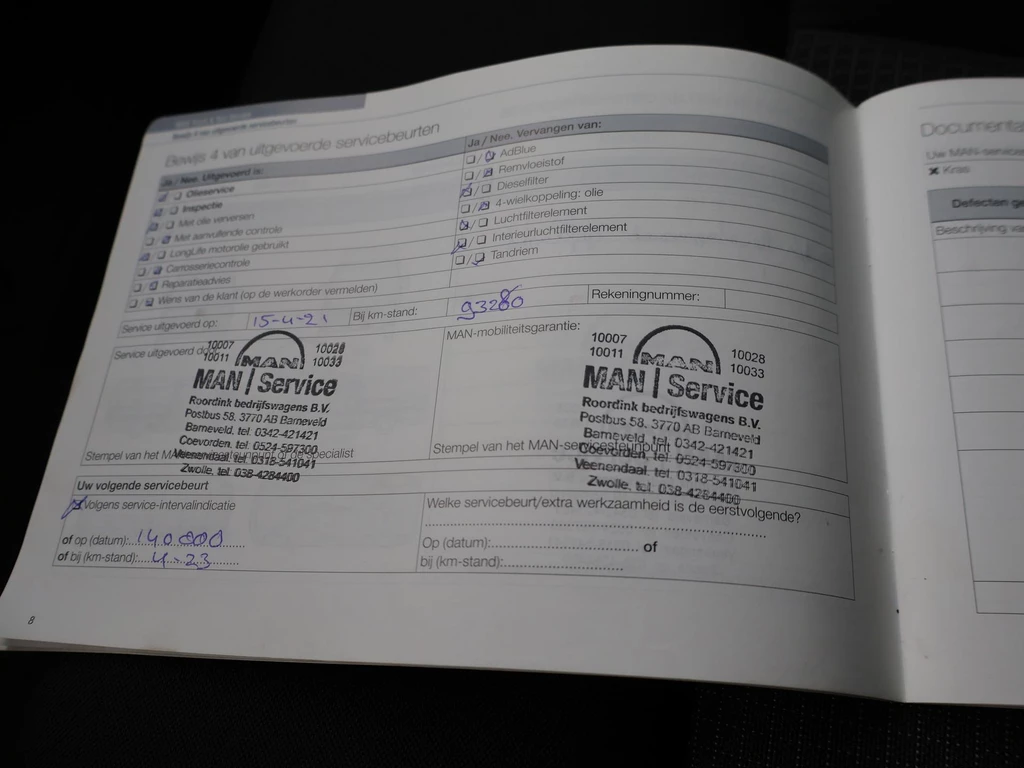 Bewijs 4 van uitgevoerde servicebeurten
Ja / Nee. Uitgevoerd is:
Olieservice
Inspectie
Met olie verversen
Met aanvullende controle
LongLife motorolie gebruikt
Carrosseriecontrole
Reparatieadvies
Wens van de klant (op de werkorder vermelden)
Ja / Nee. Vervangen van:
AdBlue
Remvloeistof
Dieselfilter
4-wielkoppeling: olie
Luchtfilterelement
Interieurluchtfilterelement
Tandriem
Service uitgevoerd op: 15-4-21 Bij km-stand: 93280 Rekeningnummer:
Service uitgevoerd door:
10007 10028
10011 MAN 10033
MAN | Service
Roordink bedrijfswagens B.V.
Postbus 58, 3770 AB Barneveld
Barneveld, tel. 0342-421421
Coevorden, tel. 0524-597300
Veenendaal, tel. 0318-541041
Zwolle, tel. 038-4284400
Stempel van het MAN-servicesteunpunt of de specialist
MAN-mobiliteitsgarantie:
10007 10028
10011 MAN 10033
MAN | Service
Roordink bedrijfswagens B.V.
Postbus 58, 3770 AB Barneveld
Barneveld, tel. 0342-421421
Coevorden, tel. 0524-597300
Veenendaal, tel. 0318-541041
Zwolle, tel. 038-4284400
Stempel van het MAN-servicesteunpunt
Uw volgende servicebeurt
Volgens service-intervalindicatie
of op (datum): 140.000
of bij (km-stand): 4-23
Welke servicebeurt/extra werkzaamheid is de eerstvolgende?
Op (datum): of
bij (km-stand):
8
Documenta
Uw MAN-service
Kras
Defecten ge
Beschrijving va